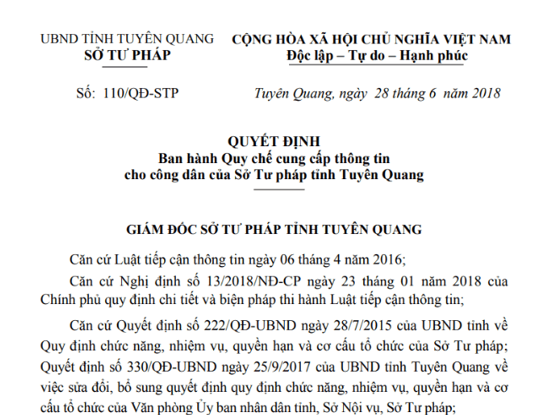 UBND TỈNH TUYÊN QUANG
SỞ TƯ PHÁP
CỘNG HÒA XÃ HỘI CHỦ NGHĨA VIỆT NAM
Độc lập – Tự do – Hạnh phúc
Số: 110/QĐ-STP
Tuyên Quang, ngày 28 tháng 6 năm 2018
QUYẾT ĐỊNH
Ban hành Quy chế cung cấp thông tin
cho công dân của Sở Tư pháp tỉnh Tuyên Quang
GIÁM ĐỐC SỞ TƯ PHÁP TỈNH TUYÊN QUANG
Căn cứ Luật tiếp cận thông tin ngày 06 tháng 4 năm 2016;
Căn cứ Nghị định số 13/2018/NĐ-CP ngày 23 tháng 01 năm 2018 của
Chính phủ quy định chi tiết và biện pháp thi hành Luật tiếp cận thông tin;
Căn cứ Quyết định số 222/QĐ-UBND ngày 28/7/2015 của UBND tỉnh về
Quy định chức năng, nhiệm vụ, quyền hạn và cơ cấu tổ chức của Sở Tư pháp;
Quyết định số 330/QĐ-UBND ngày 25/9/2017 của UBND tỉnh Tuyên Quang về
việc sửa đổi, bổ sung quyết định quy định chức năng, nhiệm vụ, quyền hạn và cơ
cấu tổ chức của Văn phòng Ủy ban nhân dân tỉnh, Sở Nội vụ, Sở Tư pháp;